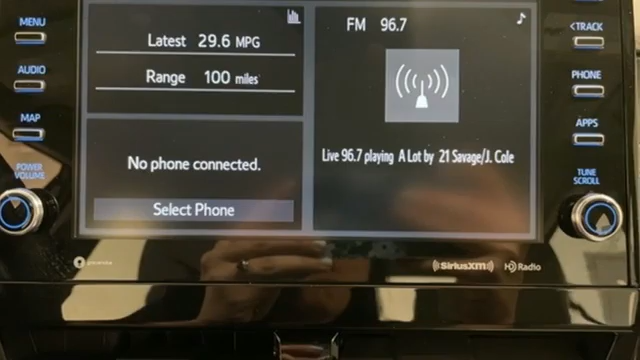 MENU
AUDIO
MAP
POWER
VOLUME
Latest 29.6 MPG
Range 100 miles
No phone connected.
Select Phone
FM 96.7
Live 96.7 playing A Lot by 21 Savage/J. Cole
<TRACK
PHONE
APPS
TUNE
SCROLL
gracenote
((SiriusXM)) HD Radio